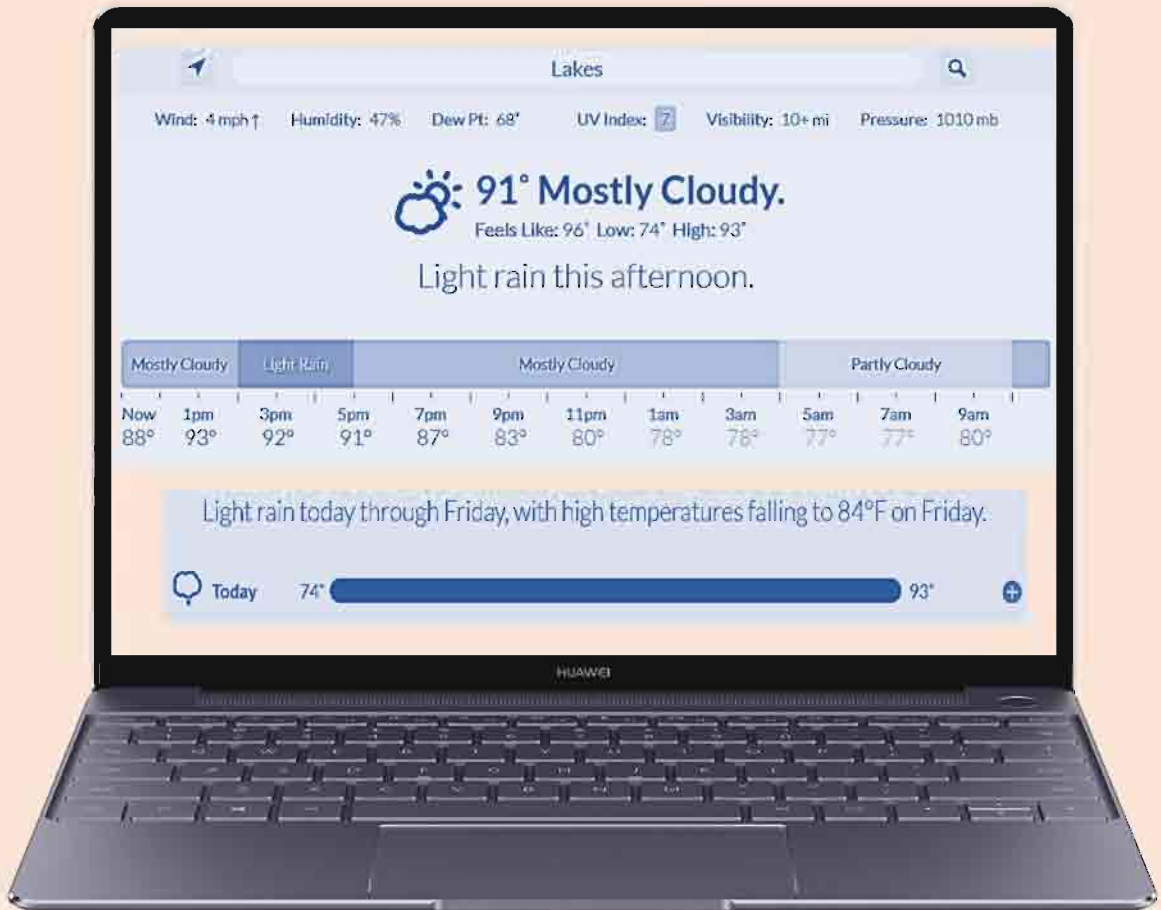 Lakes
Wind: 4 mph ↑ Humidity: 47% Dew Pt: 68° UV Index: 7 Visibility: 10+ mi Pressure: 1010 mb
91° Mostly Cloudy.
Feels Like: 96° Low: 74° High: 93°
Light rain this afternoon.
Mostly Cloudy Light Rain Mostly Cloudy Partly Cloudy
Now 1pm 3pm 5pm 7pm 9pm 11pm 1am 3am 5am 7am 9am
88° 93° 92° 91° 87° 83° 80° 78° 78° 77° 77° 80°
Light rain today through Friday, with high temperatures falling to 84°F on Friday.
Today 74° 93°
HUAWEI